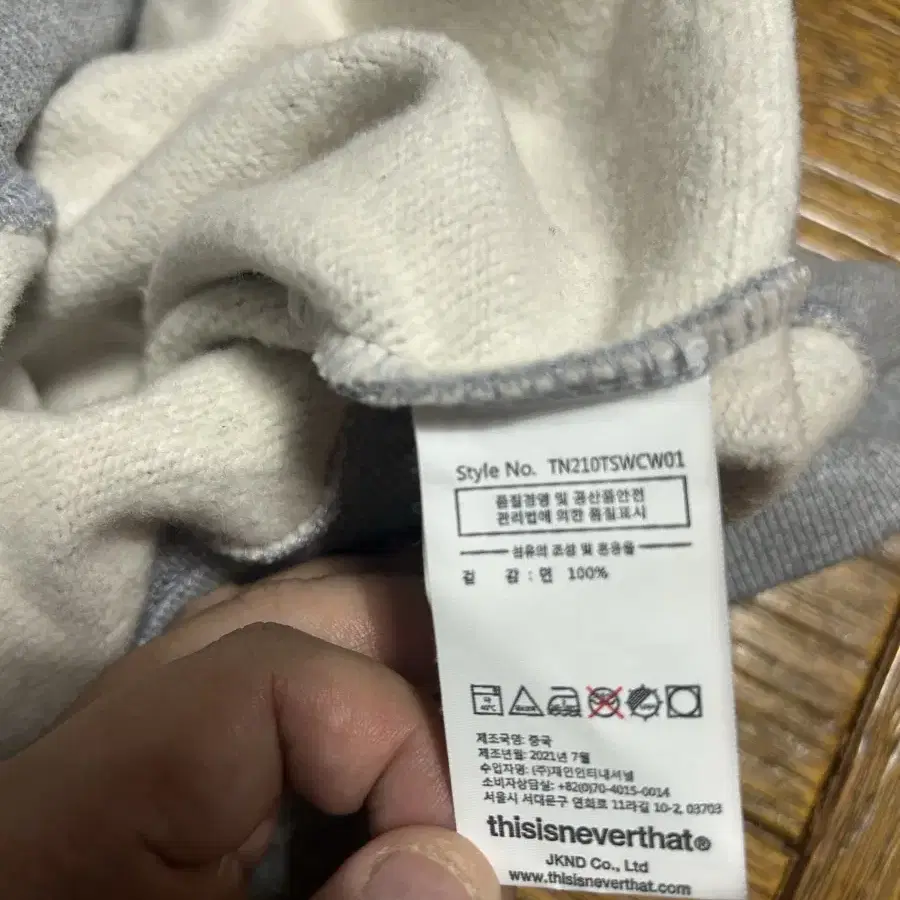 Style No. TN210TSWCW01
품질경영 및 공산품안전
관리법에 의한 품질표시
섬유의 조성 및 혼용율
겉 감 : 면 100%
제조국명: 중국
제조년월: 2021년 7월
수입자명: (주)재인인터내셔널
소비자상담실: +82(0)70-4015-0014
서울시 서대문구 연희로 11라길 10-2, 03703
thisisneverthat®
JKND Co., Ltd
www.thisisneverthat.com